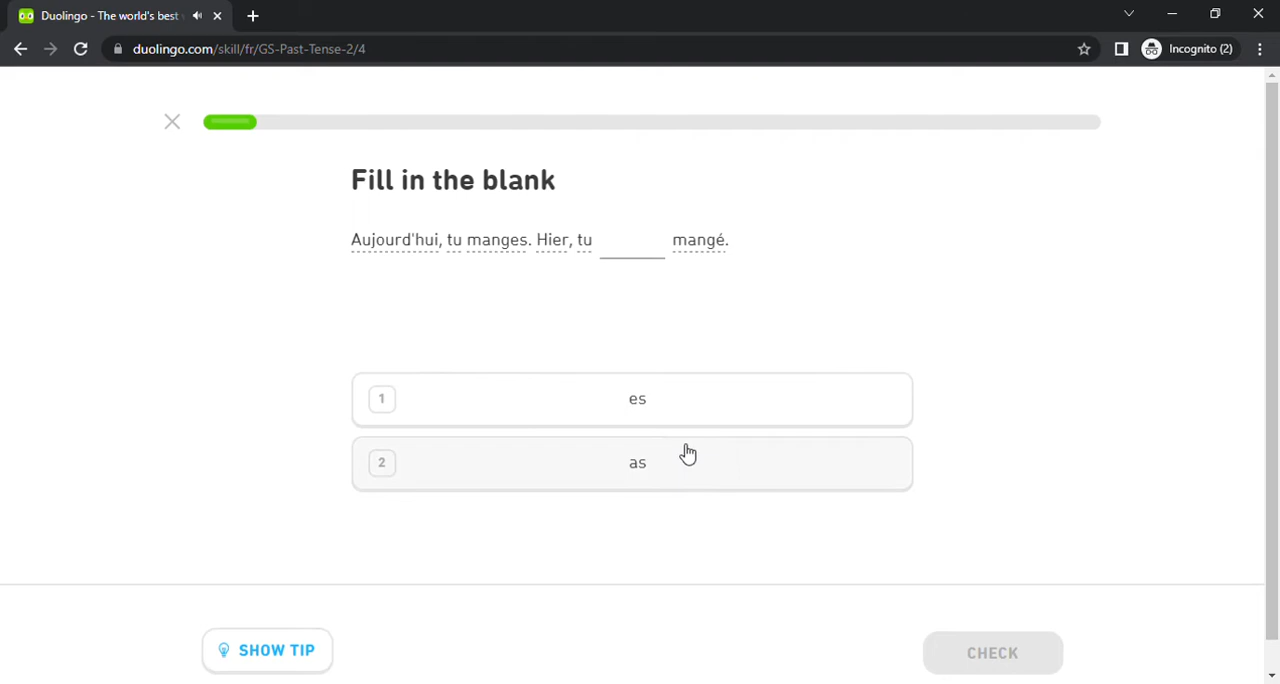 Duolingo - The world's best
duolingo.com/skill/fr/GS-Past-Tense-2/4
Incognito (2)
Fill in the blank
Aujourd'hui, tu manges. Hier, tu ______ mangé.
1 es
2 as
SHOW TIP
CHECK